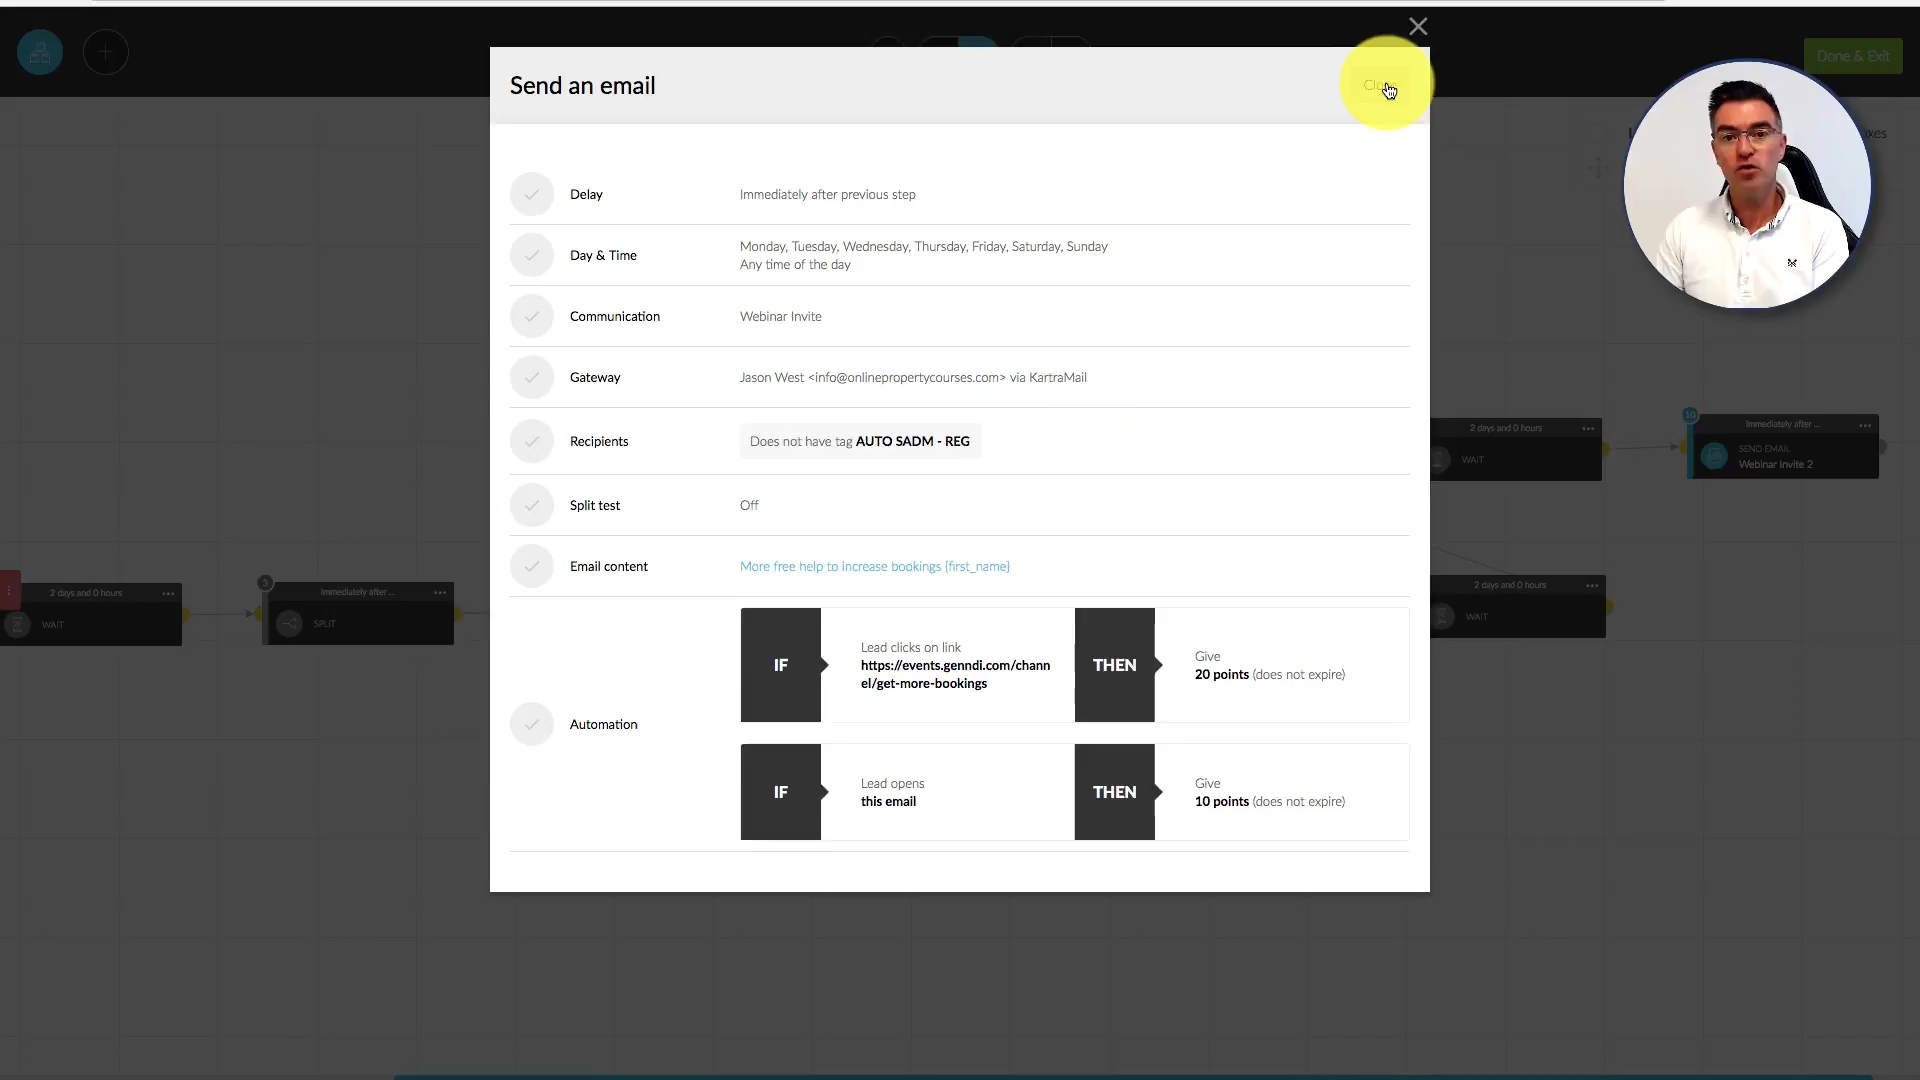 Done & Exit
Send an email
Delay
Immediately after previous step
Day & Time
Monday, Tuesday, Wednesday, Thursday, Friday, Saturday, Sunday
Any time of the day
Communication
Webinar Invite
Gateway
Jason West <info@onlinepropertycourses.com> via KartraMail
Recipients
Does not have tag AUTO SADM - REG
Split test
Off
Email content
More free help to increase bookings {first_name}
Automation
IF
Lead clicks on link
https://events.genndi.com/chann
el/get-more-bookings
THEN
Give
20 points (does not expire)
IF
Lead opens
this email
THEN
Give
10 points (does not expire)
2 days and 0 hours
WAIT
3
Immediately after ...
SPLIT
2 days and 0 hours
WAIT
10
Immediately after ...
SEND EMAIL
Webinar Invite 2
2 days and 0 hours
WAIT